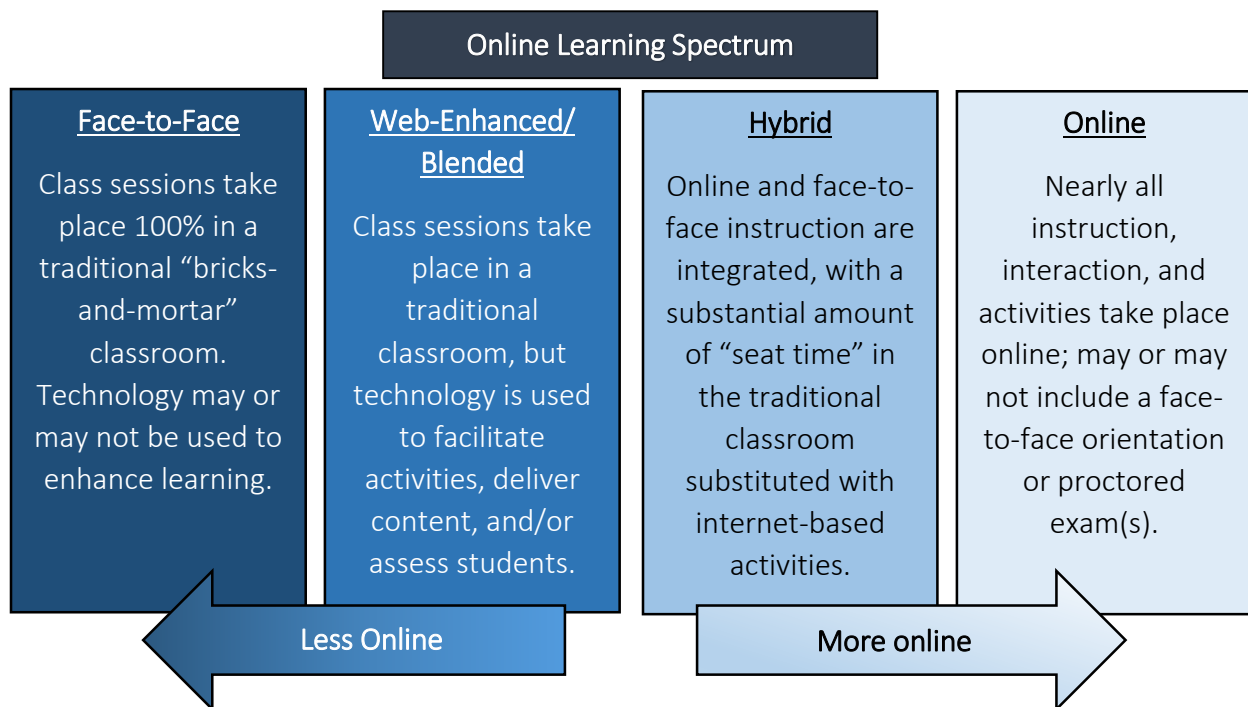 Online Learning Spectrum
Face-to-Face
Class sessions take
place 100% in a
traditional “bricks-
and-mortar”
classroom.
Technology may or
may not be used to
enhance learning.
Web-Enhanced/
Blended
Class sessions take
place in a
traditional
classroom, but
technology is used
to facilitate
activities, deliver
content, and/or
assess students.
Hybrid
Online and face-to-
face instruction are
integrated, with a
substantial amount
of “seat time” in
the traditional
classroom
substituted with
internet-based
activities.
Online
Nearly all
instruction,
interaction, and
activities take place
online; may or may
not include a face-
to-face orientation
or proctored
exam(s).
Less Online
More online